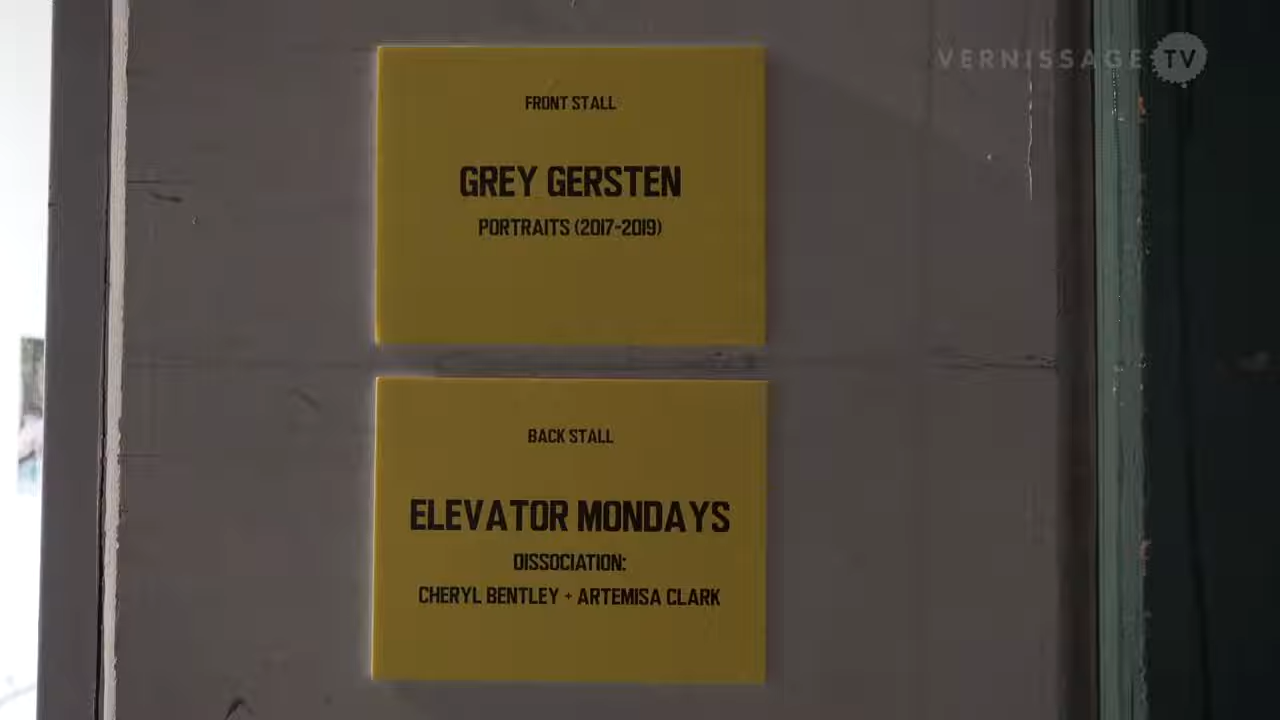 VERNISSAGE TV
FRONT STALL
GREY GERSTEN
PORTRAITS (2017-2019)
BACK STALL
ELEVATOR MONDAYS
DISSOCIATION:
CHERYL BENTLEY + ARTEMISA CLARK